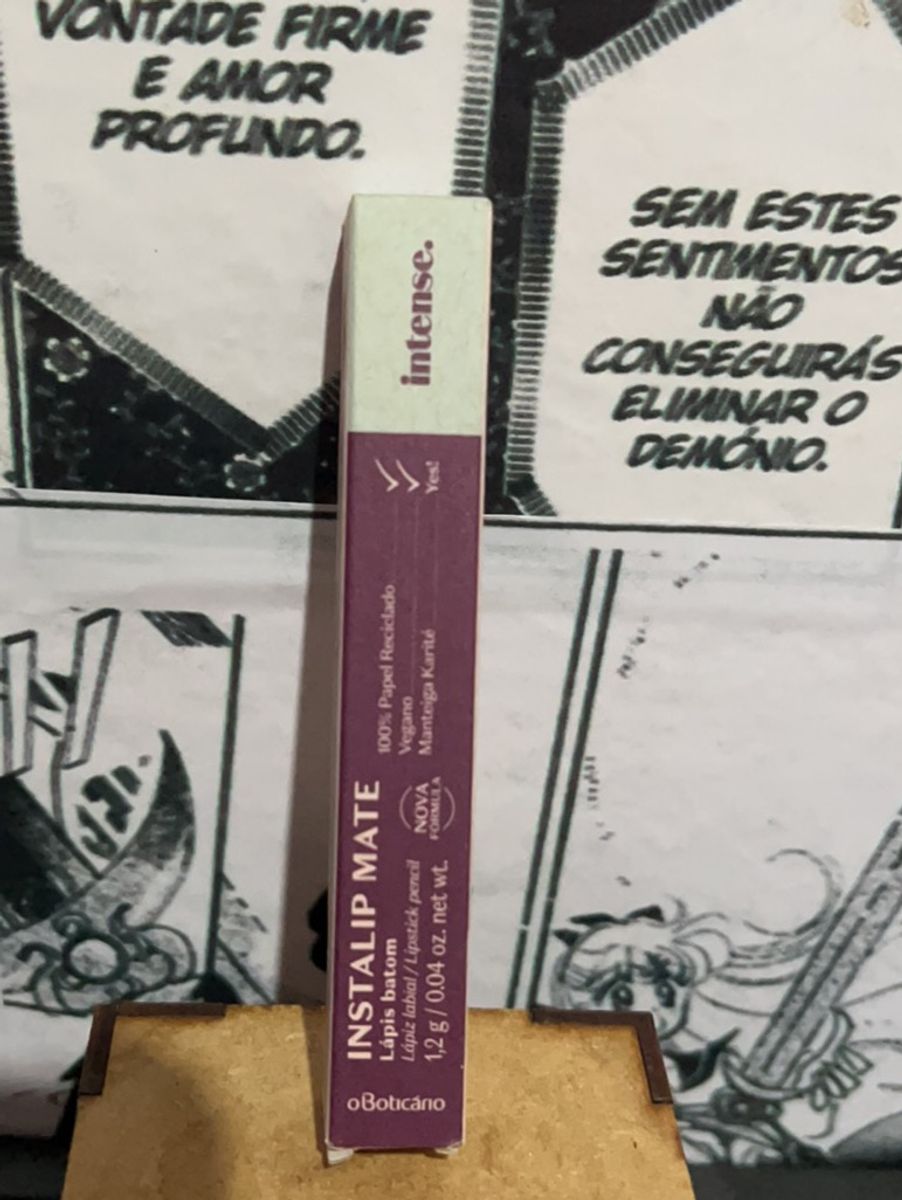 VONTADE FIRME
E AMOR
PROFUNDO.
SEM ESTES
SENTIMENTOS
NÃO
CONSEGUIRÁS
ELIMINAR O
DEMÓNIO.
intense.
100% Papel Reciclado
Vegano
Manteiga Karité Yes!
INSTALIP MATE
Lápis batom
Lápiz labial / Lipstick pencil
1,2 g / 0.04 oz. net wt.
NOVA
FÓRMULA
oBoticário